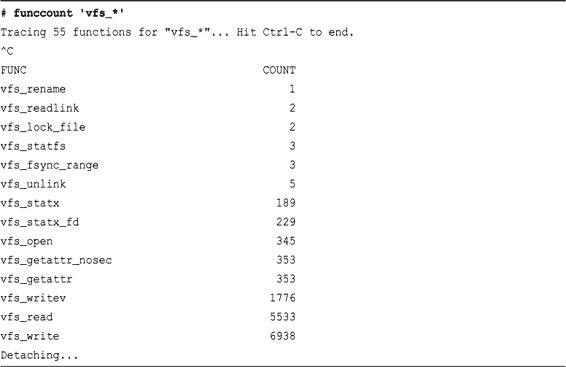 # funccount 'vfs_*'
Tracing 55 functions for "vfs_*"... Hit Ctrl-C to end.
^C
FUNC                                    COUNT
vfs_rename                                  1
vfs_readlink                                2
vfs_lock_file                               2
vfs_statfs                                  3
vfs_fsync_range                             3
vfs_unlink                                  5
vfs_statx                                 189
vfs_statx_fd                              229
vfs_open                                  345
vfs_getattr_nosec                         353
vfs_getattr                               353
vfs_writev                               1776
vfs_read                                 5533
vfs_write                                6938
Detaching...